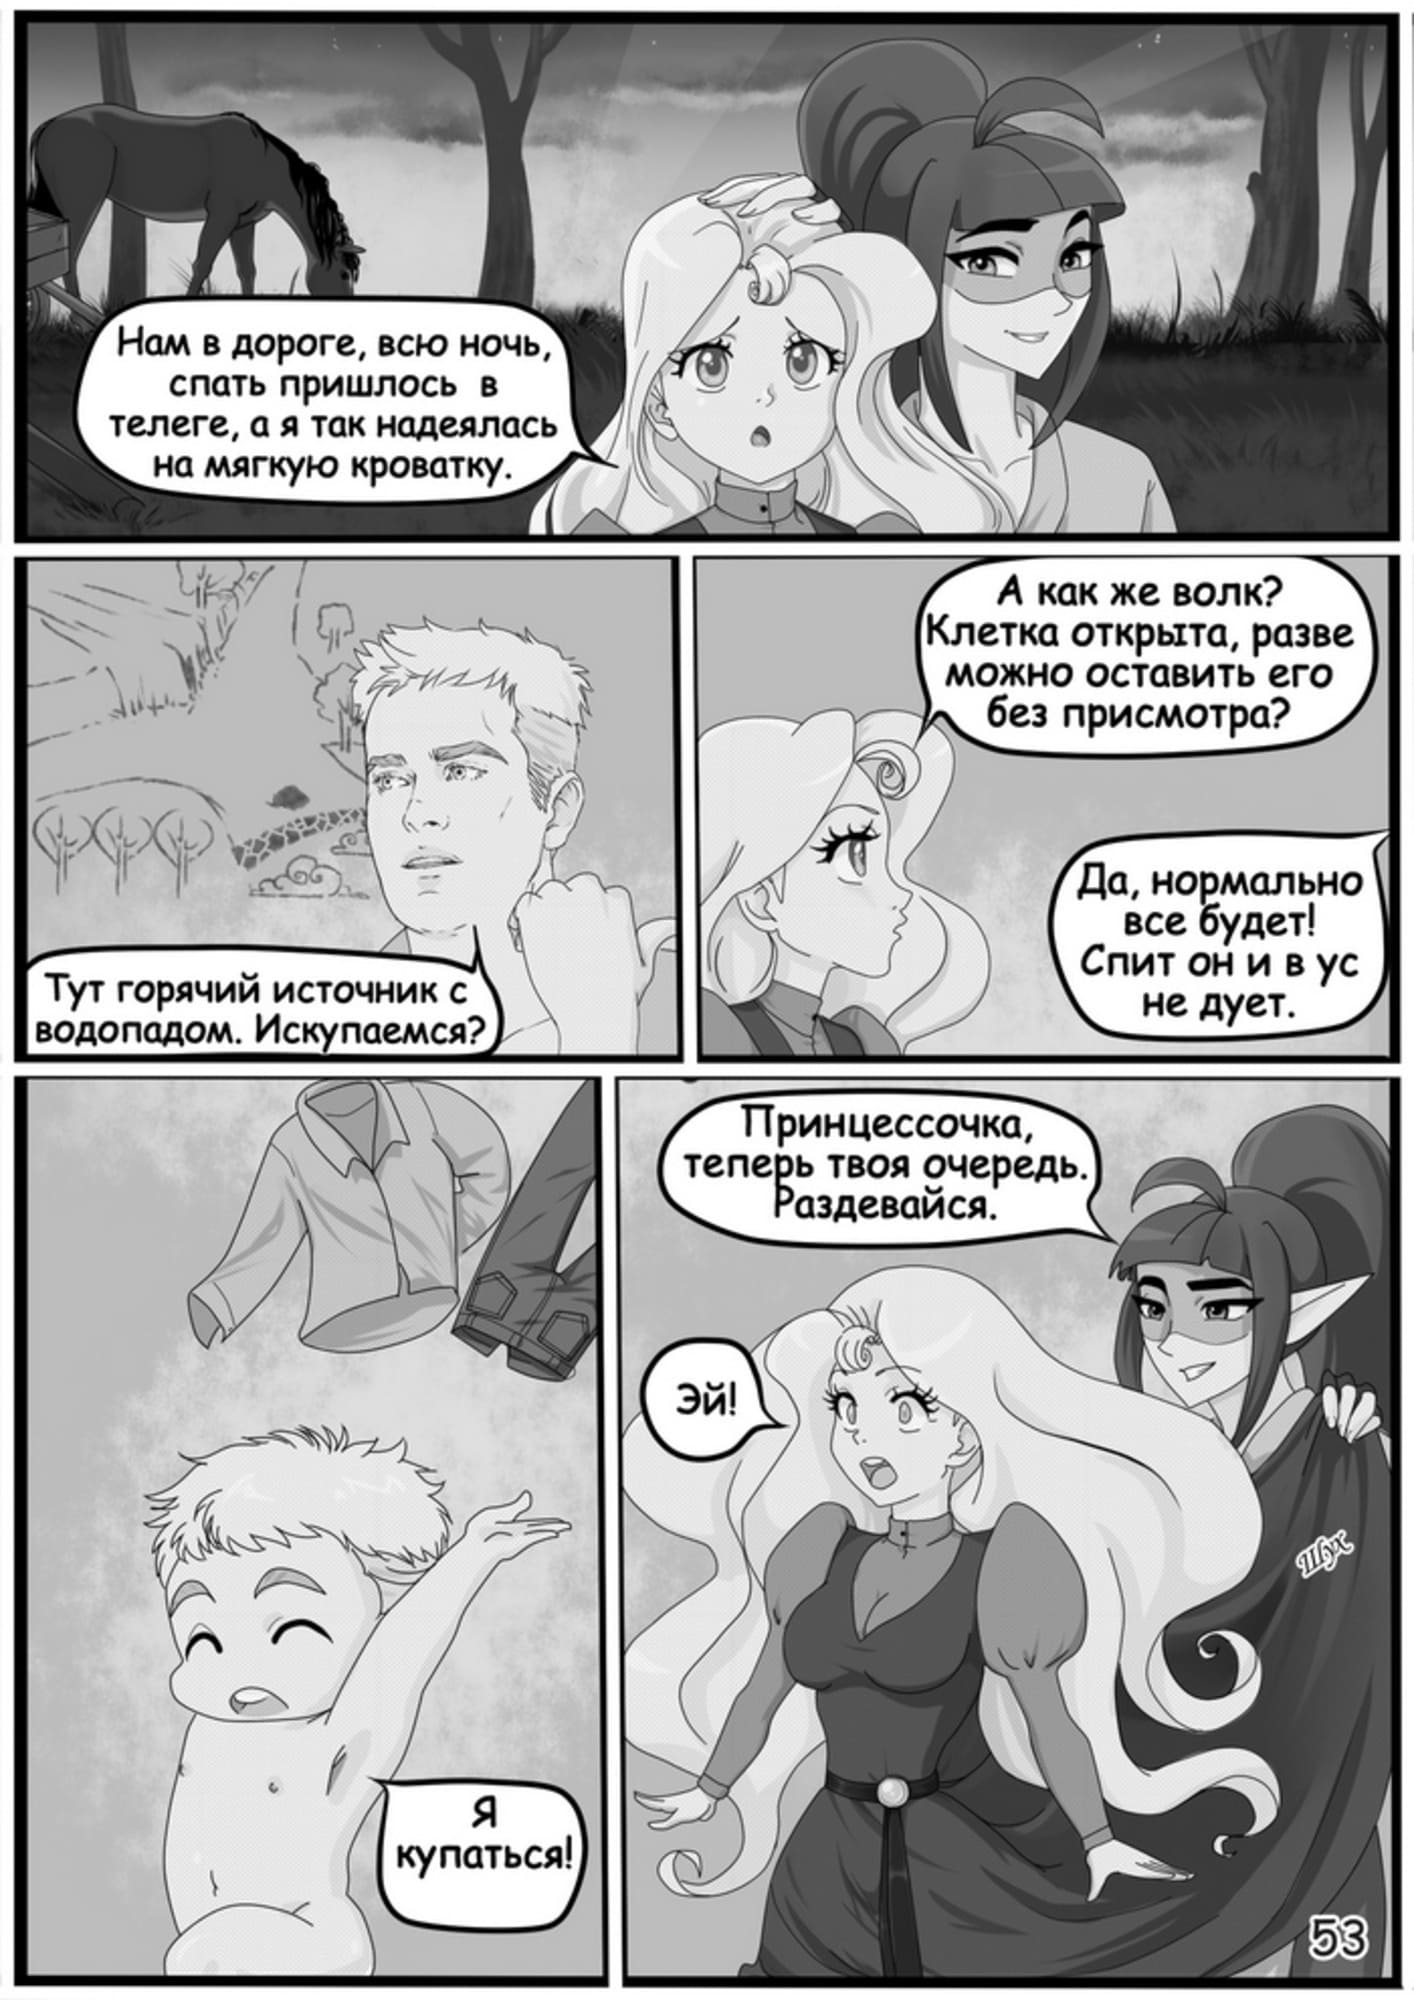 Нам в дороге, всю ночь,
спать пришлось в
телеге, а я так надеялась
на мягкую кроватку.
Тут горячий источник с
водопадом. Искупаемся?
А как же волк?
Клетка открыта, разве
можно оставить его
без присмотра?
Да, нормально
все будет!
Спит он и в ус
не дует.
Я
купаться!
Принцессочка,
теперь твоя очередь.
Раздевайся.
Эй!
Шух
53